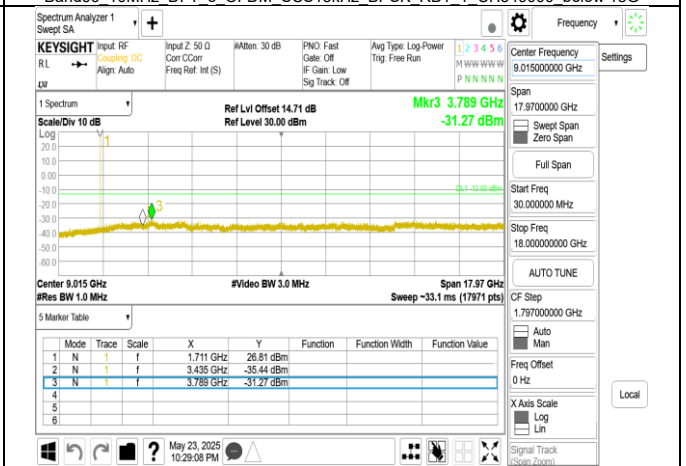 Spectrum Analyzer 1
Swept SA
+
Frequency
KEYSIGHT
RL
Input: RF
Coupling: DC
Align: Auto
Input Z: 50 Ω
Corr CCorr
Freq Ref: Int (S)
#Atten: 30 dB
PNO: Fast
Gate: Off
IF Gain: Low
Sig Track: Off
Avg Type: Log-Power
Trig: Free Run
1 2 3 4 5 6
M W W W W W
P N N N N N
Center Frequency
9.015000000 GHz
Settings
Span
17.9700000 GHz
Swept Span
Zero Span
Full Span
Start Freq
30.000000 MHz
Stop Freq
18.000000000 GHz
AUTO TUNE
CF Step
1.797000000 GHz
Auto
Man
Freq Offset
0 Hz
X Axis Scale
Log
Lin
Local
Signal Track
(Span Zoom)
1 Spectrum
Scale/Div 10 dB
Ref Lvl Offset 14.71 dB
Ref Level 30.00 dBm
Mkr3 3.789 GHz
-31.27 dBm
Log
20.0
10.0
0.00
-10.0
-20.0
-30.0
-40.0
-50.0
-60.0
1
3
DL1 -13.00 dBm
Center 9.015 GHz
#Video BW 3.0 MHz
Span 17.97 GHz
#Res BW 1.0 MHz
Sweep ~33.1 ms (17971 pts)
5 Marker Table
Mode Trace Scale X Y Function Function Width Function Value
1 N 1 f 1.711 GHz 26.81 dBm
2 N 1 f 3.435 GHz -35.44 dBm
3 N 1 f 3.789 GHz -31.27 dBm
4
5
6
?
May 23, 2025
10:29:08 PM